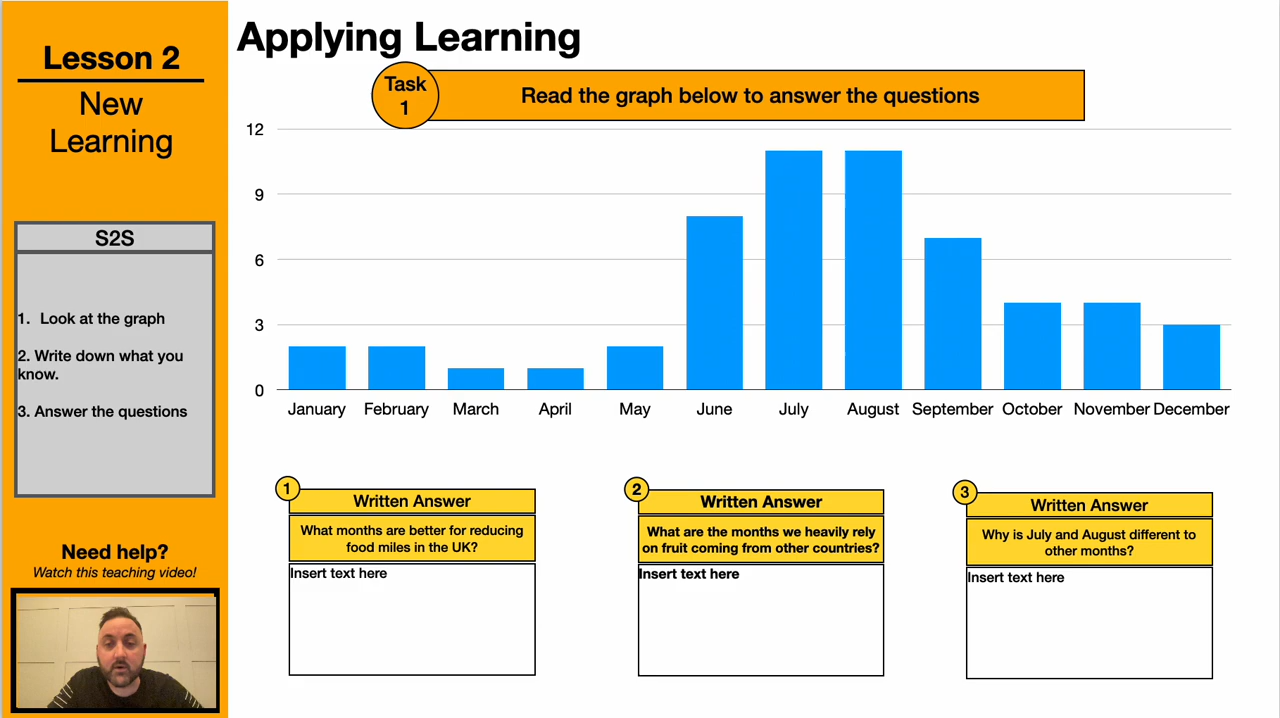 Lesson 2
New
Learning
S2S
1. Look at the graph
2. Write down what you
know.
3. Answer the questions
Need help?
Watch this teaching video!
Applying Learning
Task
1
Read the graph below to answer the questions
12
9
6
3
0
January February March April May June July August September October November December
1
Written Answer
What months are better for reducing
food miles in the UK?
Insert text here
2
Written Answer
What are the months we heavily rely
on fruit coming from other countries?
Insert text here
3
Written Answer
Why is July and August different to
other months?
Insert text here